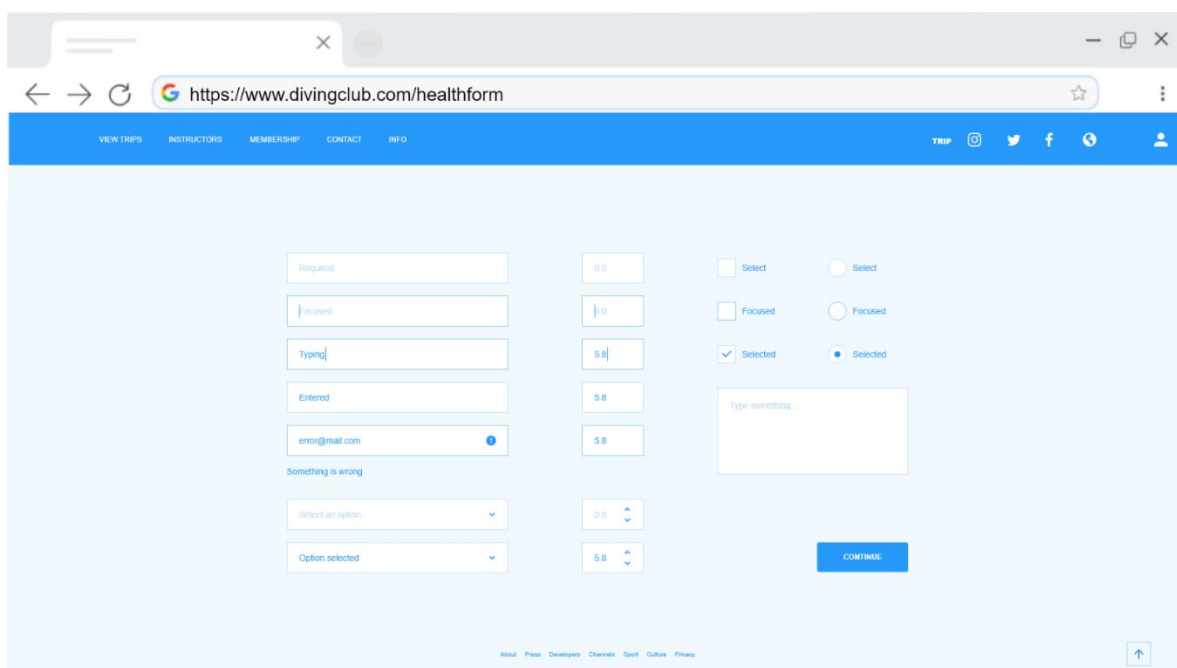 https://www.divingclub.com/healthform
VIEW TRIPS INSTRUCTORS MEMBERSHIP CONTACT INFO TRIP
Required 0.0 Select Select
Focused 0.0 Focused Focused
Typing 5.8 Selected Selected
Entered 5.8 Type something...
error@mail.com 5.8
Something is wrong
Select an option 0.0
Option selected 5.8 CONTINUE
About Press Developers Channels Sport Culture Privacy